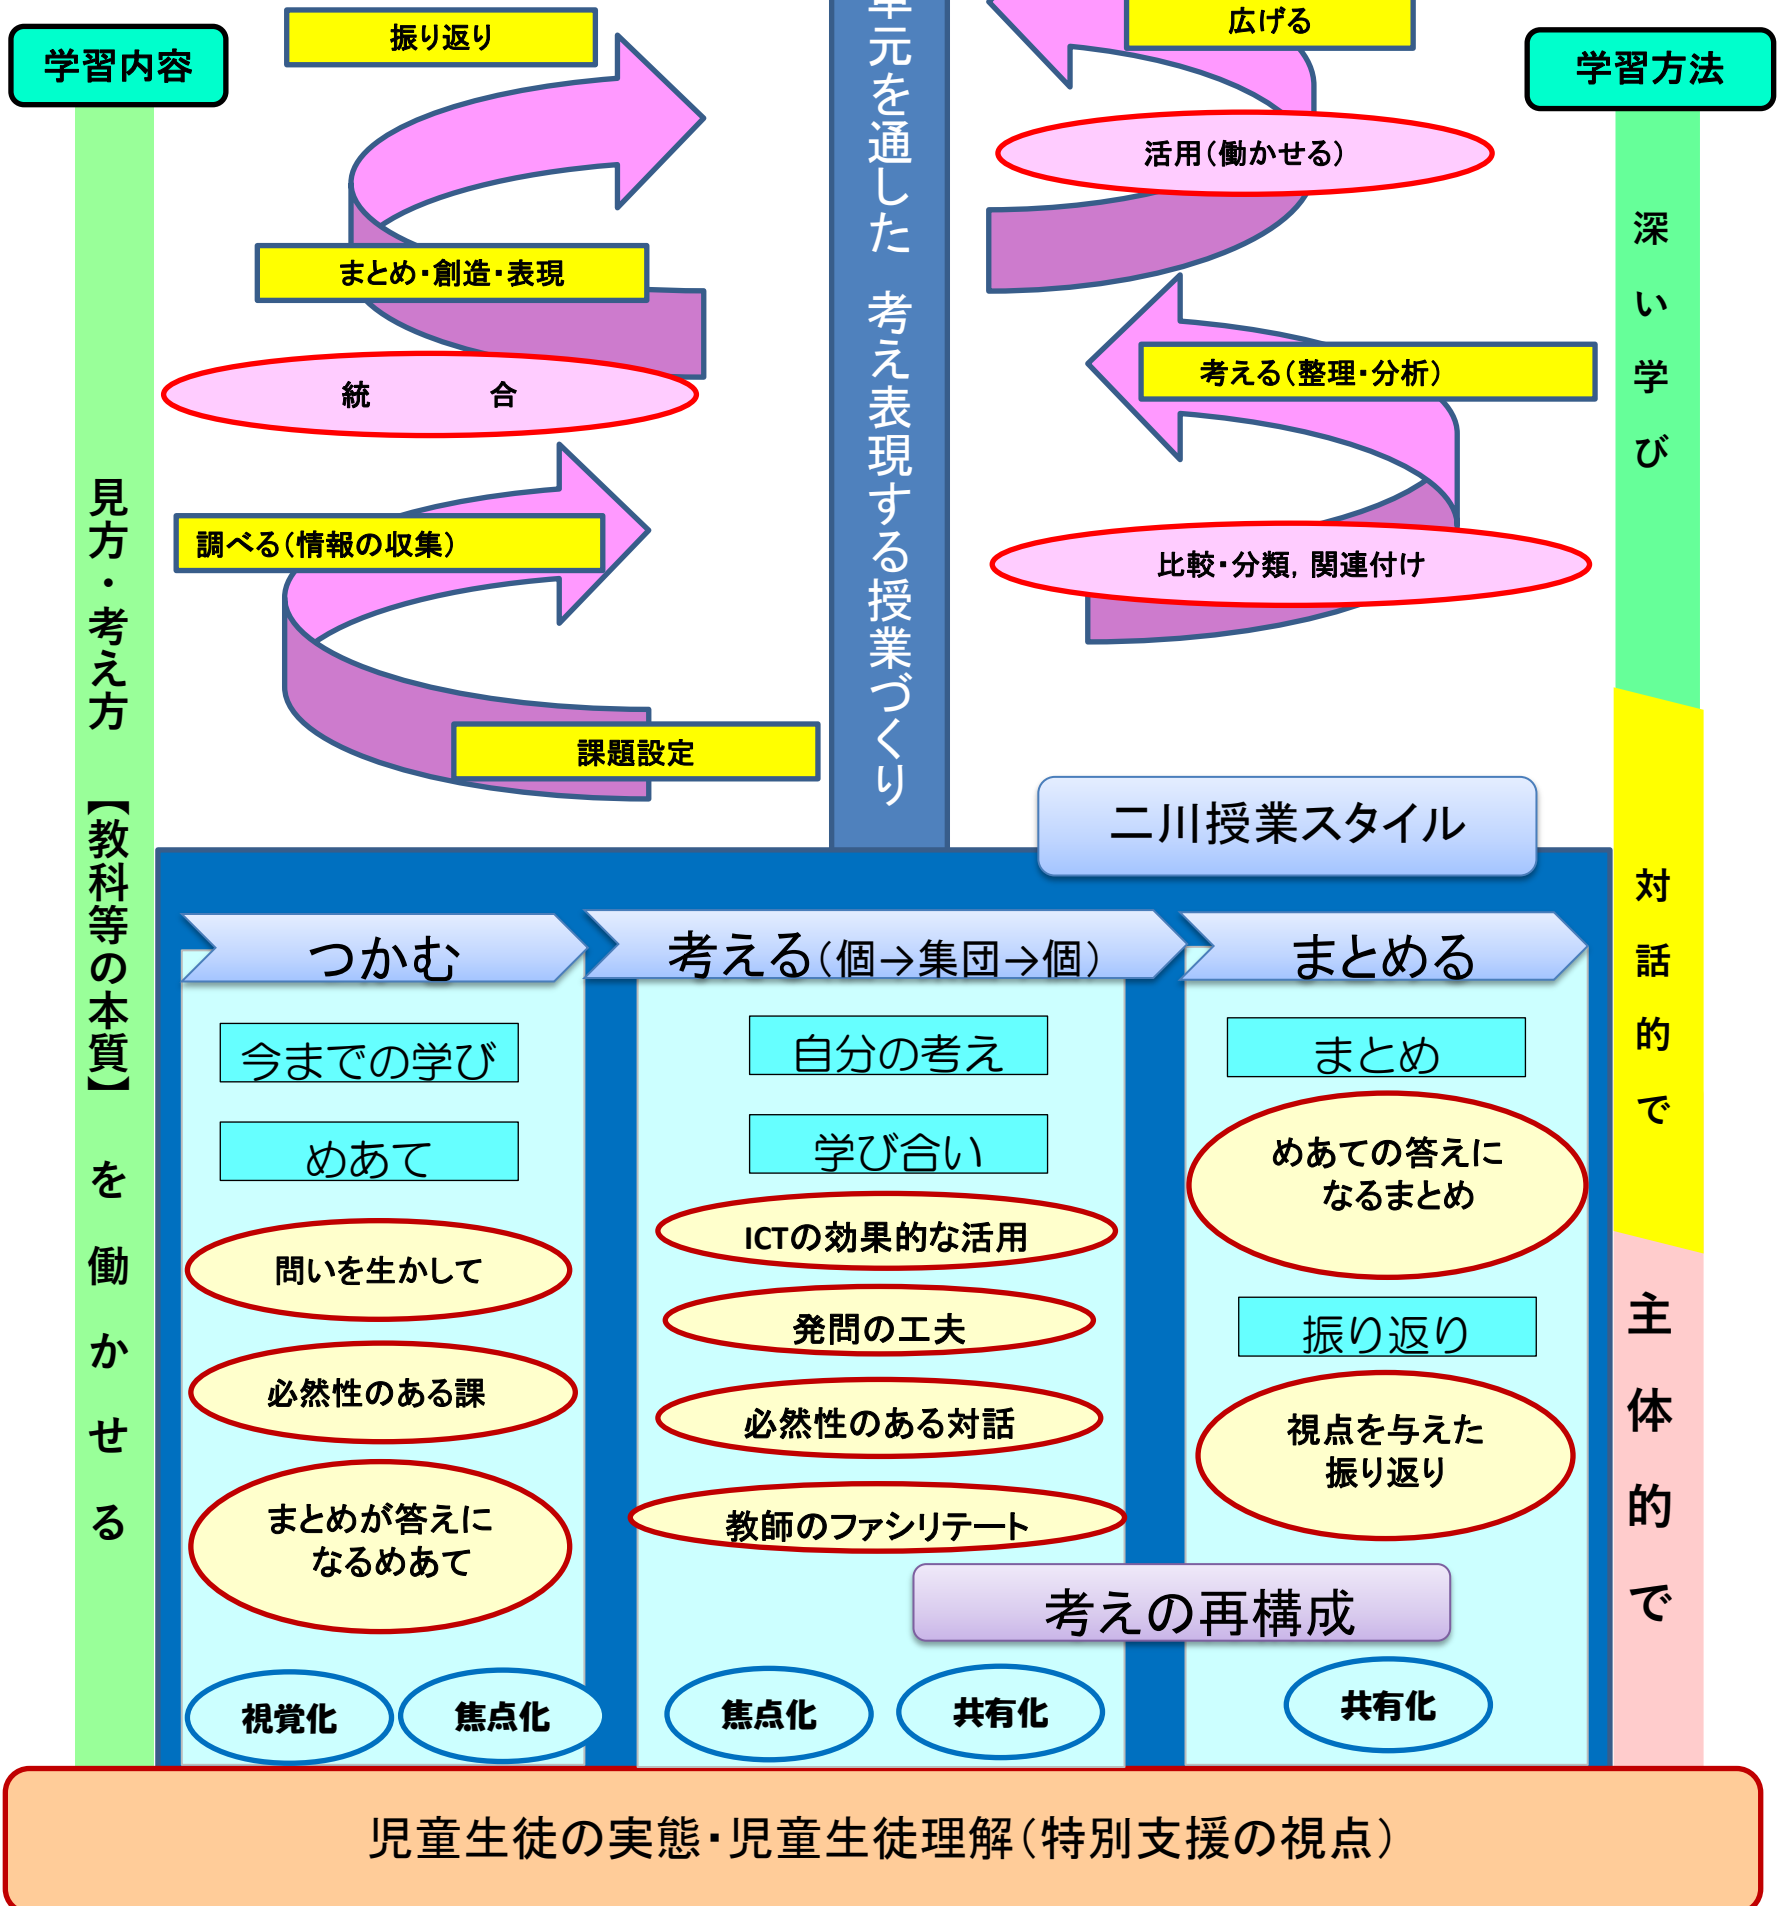 学習内容
振り返り
広げる
学習方法
活用（働かせる）
まとめ・創造・表現
統　合
考える（整理・分析）
調べる（情報の収集）
比較・分類，関連付け
課題設定
単元を通した　考え表現する授業づくり
見方・考え方　【教科等の本質】　を働かせる
深い学び
対話的で
主体的で
二川授業スタイル
つかむ
今までの学び
めあて
問いを生かして
必然性のある課
まとめが答えに
なるめあて
視覚化
焦点化
考える（個→集団→個）
自分の考え
学び合い
ICTの効果的な活用
発問の工夫
必然性のある対話
教師のファシリテート
考えの再構成
焦点化
共有化
まとめる
まとめ
めあての答えに
なるまとめ
振り返り
視点を与えた
振り返り
共有化
児童生徒の実態・児童生徒理解（特別支援の視点）